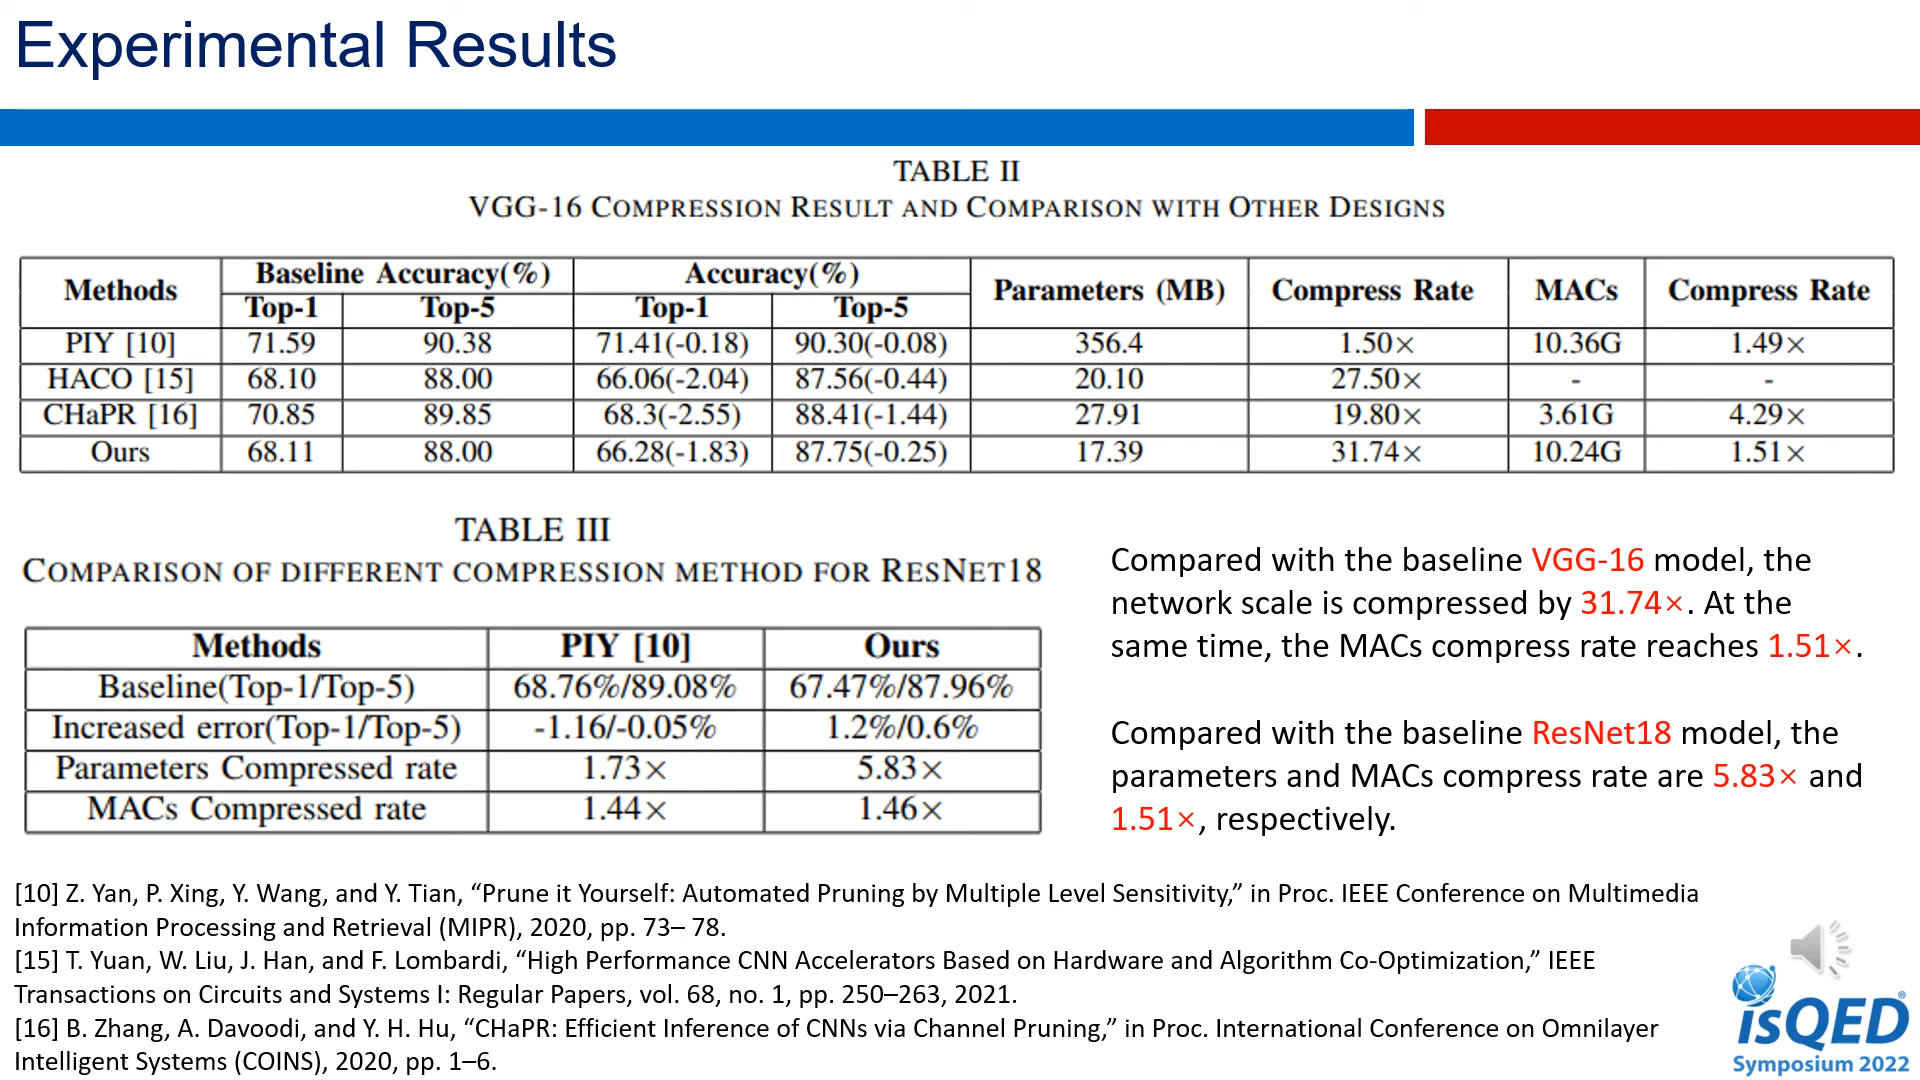 Experimental Results
TABLE II
VGG-16 COMPRESSION RESULT AND COMPARISON WITH OTHER DESIGNS
Methods Baseline Accuracy(%) Accuracy(%) Parameters (MB) Compress Rate MACs Compress Rate
Top-1 Top-5 Top-1 Top-5
PIY [10] 71.59 90.38 71.41(-0.18) 90.30(-0.08) 356.4 1.50× 10.36G 1.49×
HACO [15] 68.10 88.00 66.06(-2.04) 87.56(-0.44) 20.10 27.50× - -
CHaPR [16] 70.85 89.85 68.3(-2.55) 88.41(-1.44) 27.91 19.80× 3.61G 4.29×
Ours 68.11 88.00 66.28(-1.83) 87.75(-0.25) 17.39 31.74× 10.24G 1.51×
TABLE III
COMPARISON OF DIFFERENT COMPRESSION METHOD FOR RESNET18
Methods PIY [10] Ours
Baseline(Top-1/Top-5) 68.76%/89.08% 67.47%/87.96%
Increased error(Top-1/Top-5) -1.16/-0.05% 1.2%/0.6%
Parameters Compressed rate 1.73× 5.83×
MACs Compressed rate 1.44× 1.46×
Compared with the baseline VGG-16 model, the
network scale is compressed by 31.74×. At the
same time, the MACs compress rate reaches 1.51×.
Compared with the baseline ResNet18 model, the
parameters and MACs compress rate are 5.83× and
1.51×, respectively.
[10] Z. Yan, P. Xing, Y. Wang, and Y. Tian, “Prune it Yourself: Automated Pruning by Multiple Level Sensitivity,” in Proc. IEEE Conference on Multimedia
Information Processing and Retrieval (MIPR), 2020, pp. 73– 78.
[15] T. Yuan, W. Liu, J. Han, and F. Lombardi, “High Performance CNN Accelerators Based on Hardware and Algorithm Co-Optimization,” IEEE
Transactions on Circuits and Systems I: Regular Papers, vol. 68, no. 1, pp. 250–263, 2021.
[16] B. Zhang, A. Davoodi, and Y. H. Hu, “CHaPR: Efficient Inference of CNNs via Channel Pruning,” in Proc. International Conference on Omnilayer
Intelligent Systems (COINS), 2020, pp. 1–6.
isQED®
Symposium 2022